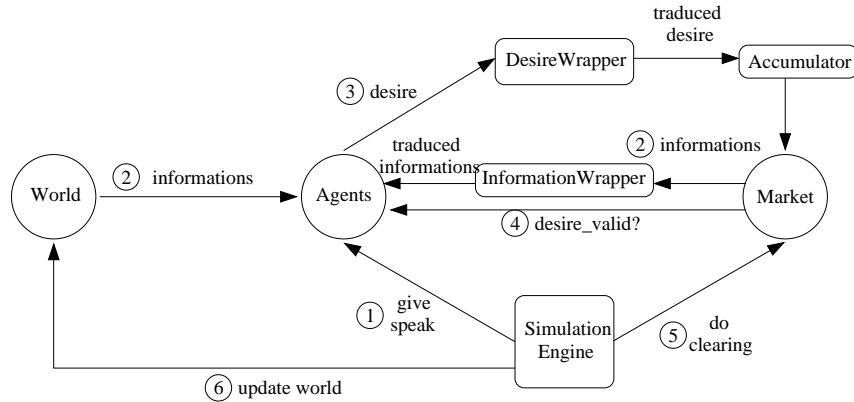 traduced
desire
DesireWrapper
Accumulator
3 desire
traduced
informations
2 informations
World
2 informations
Agents
InformationWrapper
Market
4 desire_valid?
1 give
speak
Simulation
Engine
5 do
clearing
6 update world